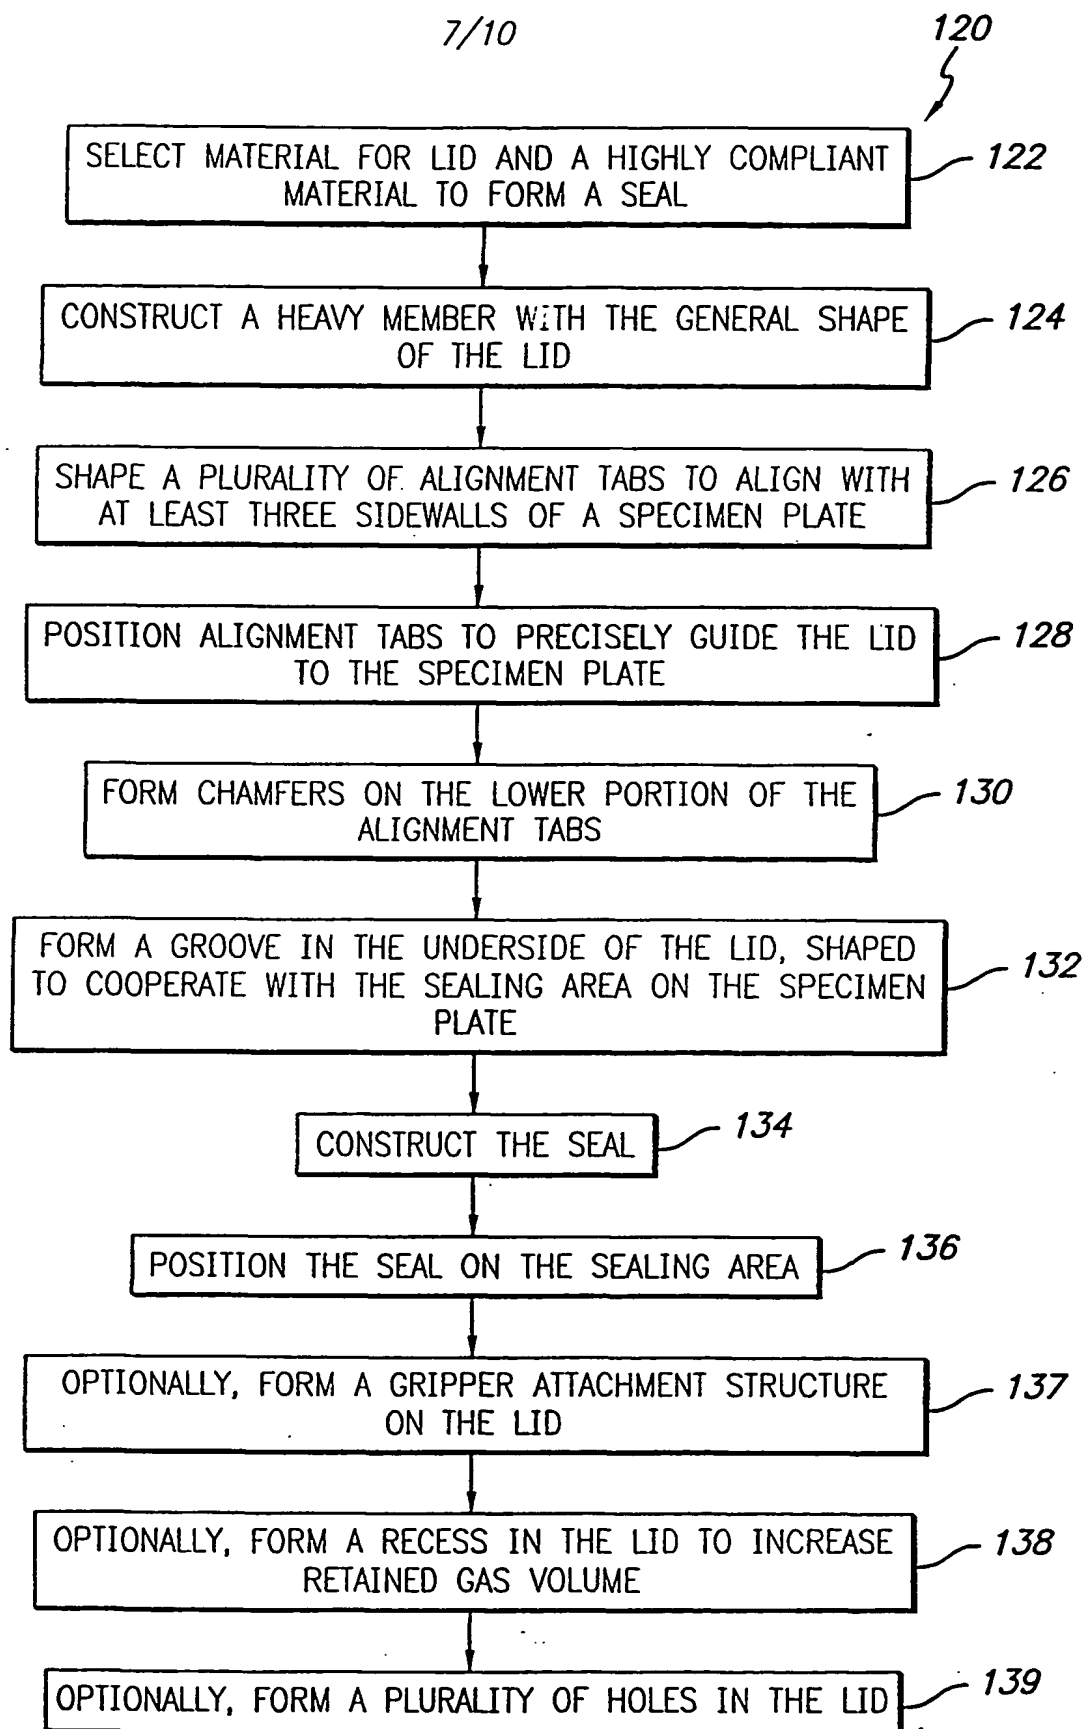 7/10
120
SELECT MATERIAL FOR LID AND A HIGHLY COMPLIANT
MATERIAL TO FORM A SEAL
122
CONSTRUCT A HEAVY MEMBER WITH THE GENERAL SHAPE
OF THE LID
124
SHAPE A PLURALITY OF ALIGNMENT TABS TO ALIGN WITH
AT LEAST THREE SIDEWALLS OF A SPECIMEN PLATE
126
POSITION ALIGNMENT TABS TO PRECISELY GUIDE THE LID
TO THE SPECIMEN PLATE
128
FORM CHAMFERS ON THE LOWER PORTION OF THE
ALIGNMENT TABS
130
FORM A GROOVE IN THE UNDERSIDE OF THE LID, SHAPED
TO COOPERATE WITH THE SEALING AREA ON THE SPECIMEN
PLATE
132
CONSTRUCT THE SEAL
134
POSITION THE SEAL ON THE SEALING AREA
136
OPTIONALLY, FORM A GRIPPER ATTACHMENT STRUCTURE
ON THE LID
137
OPTIONALLY, FORM A RECESS IN THE LID TO INCREASE
RETAINED GAS VOLUME
138
OPTIONALLY, FORM A PLURALITY OF HOLES IN THE LID
139